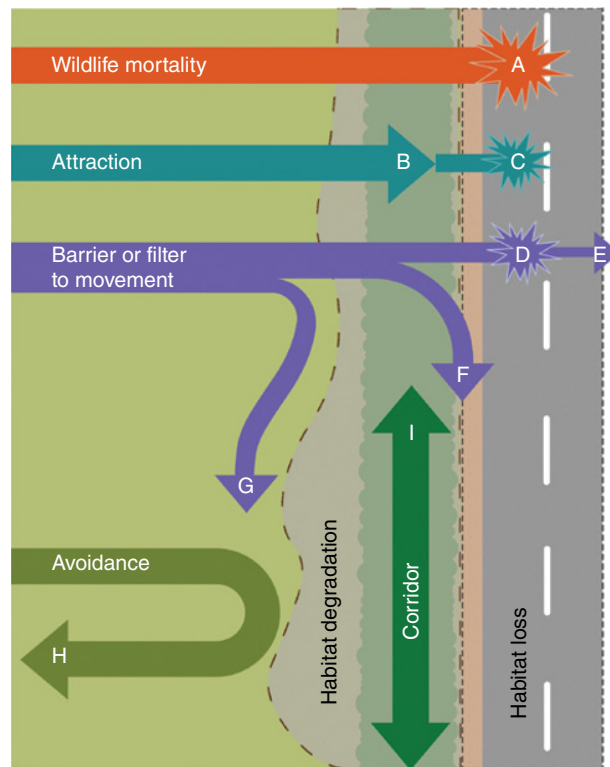 Wildlife mortality
A
Attraction
B
C
Barrier or filter
to movement
D
E
F
G
I
Avoidance
H
Habitat degradation
Corridor
Habitat loss